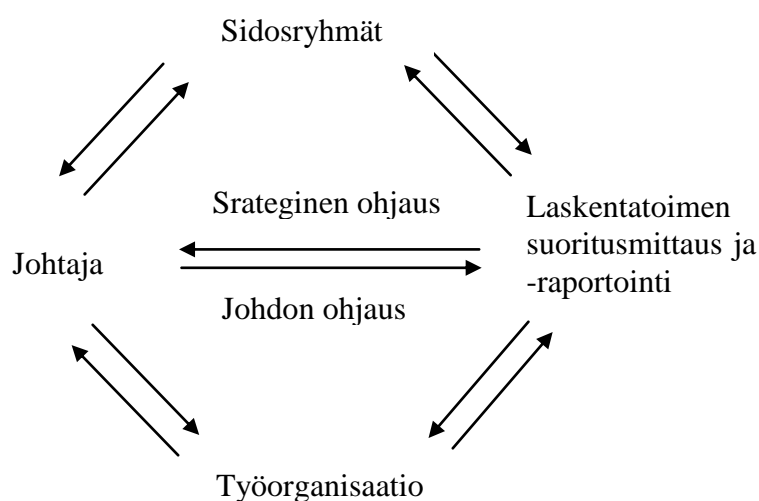 Sidosryhmät
Srateginen ohjaus
Laskentatoimen
suoritusmittaus ja
-raportointi
Johtaja
Johdon ohjaus
Työorganisaatio